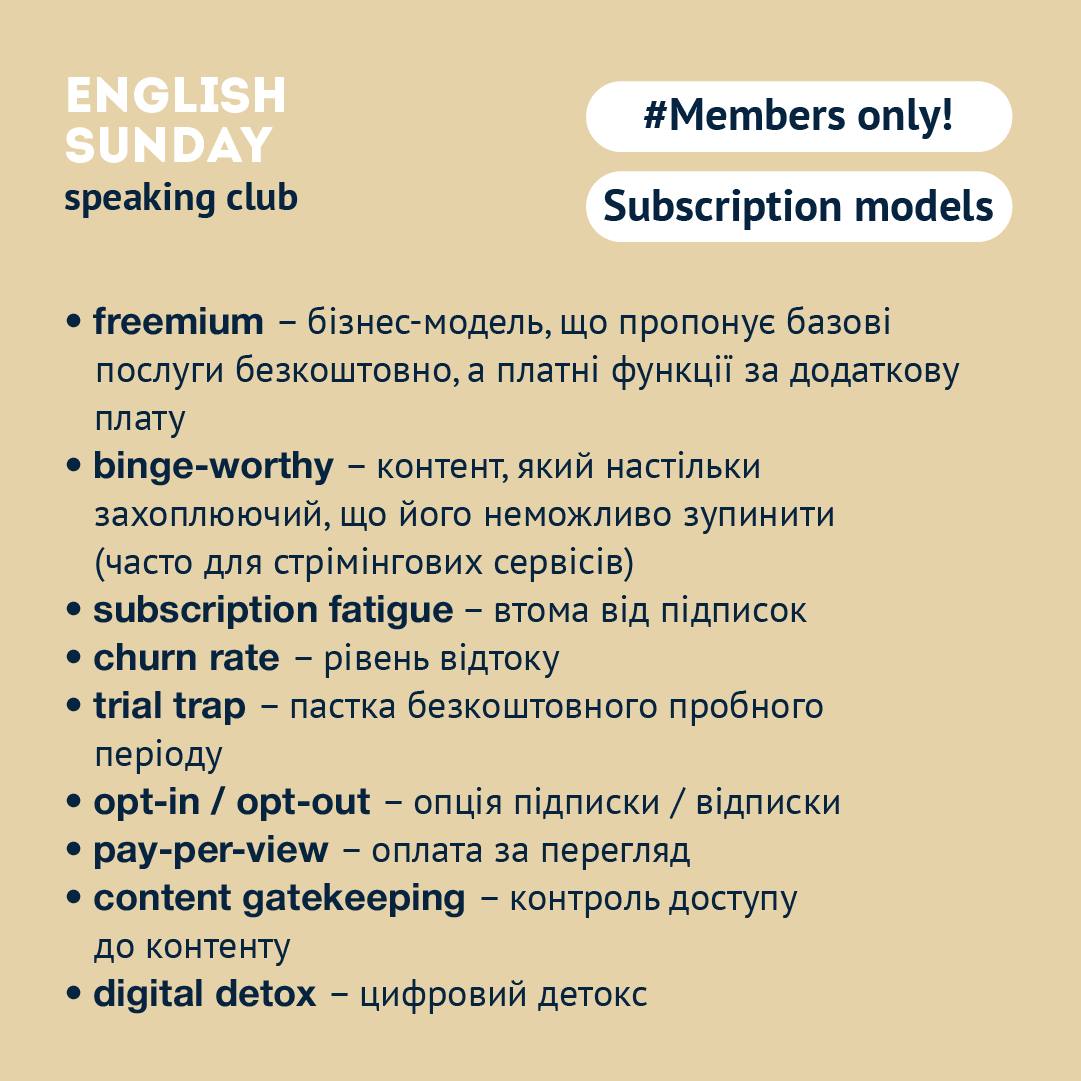 ENGLISH
SUNDAY
speaking club
#Members only!
Subscription models
• freemium – бізнес-модель, що пропонує базові
послуги безкоштовно, а платні функції за додаткову
плату
• binge-worthy – контент, який настільки
захоплюючий, що його неможливо зупинити
(часто для стрімінгових сервісів)
• subscription fatigue – втома від підписок
• churn rate – рівень відтоку
• trial trap – пастка безкоштовного пробного
періоду
• opt-in / opt-out – опція підписки / відписки
• pay-per-view – оплата за перегляд
• content gatekeeping – контроль доступу
до контенту
• digital detox – цифровий детокс